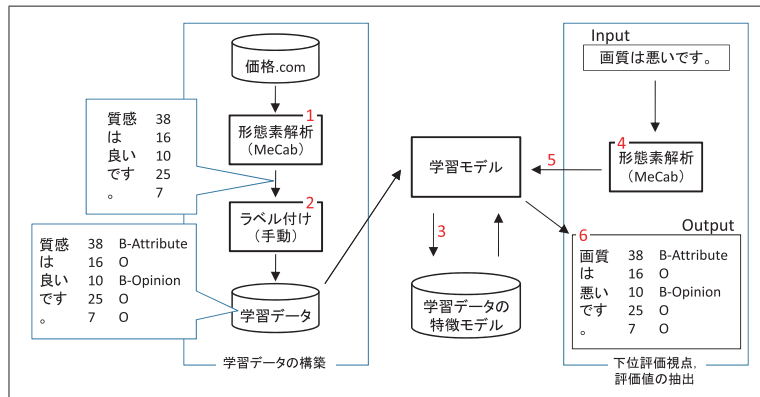 価格.com
1
形態素解析
(MeCab)
質感 38
は 16
良い 10
です 25
。 7
2
ラベル付け
(手動)
質感 38 B-Attribute
は 16 O
良い 10 B-Opinion
です 25 O
。 7 O
学習データ
学習データの構築
学習モデル
3
学習データの
特徴モデル
Input
画質は悪いです。
4
形態素解析
(MeCab)
5
Output
6
画質 38 B-Attribute
は 16 O
悪い 10 B-Opinion
です 25 O
。 7 O
下位評価視点,
評価値の抽出